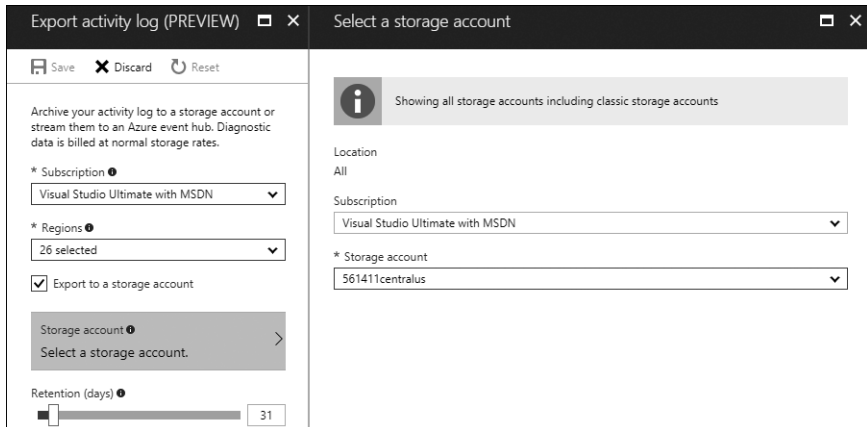 Export activity log (PREVIEW)
Save Discard Reset
Archive your activity log to a storage account or
stream them to an Azure event hub. Diagnostic
data is billed at normal storage rates.
* Subscription
Visual Studio Ultimate with MSDN
* Regions
26 selected
Export to a storage account
Storage account
Select a storage account.
Retention (days)
31
Select a storage account
Showing all storage accounts including classic storage accounts
Location
All
Subscription
Visual Studio Ultimate with MSDN
* Storage account
561411centralus